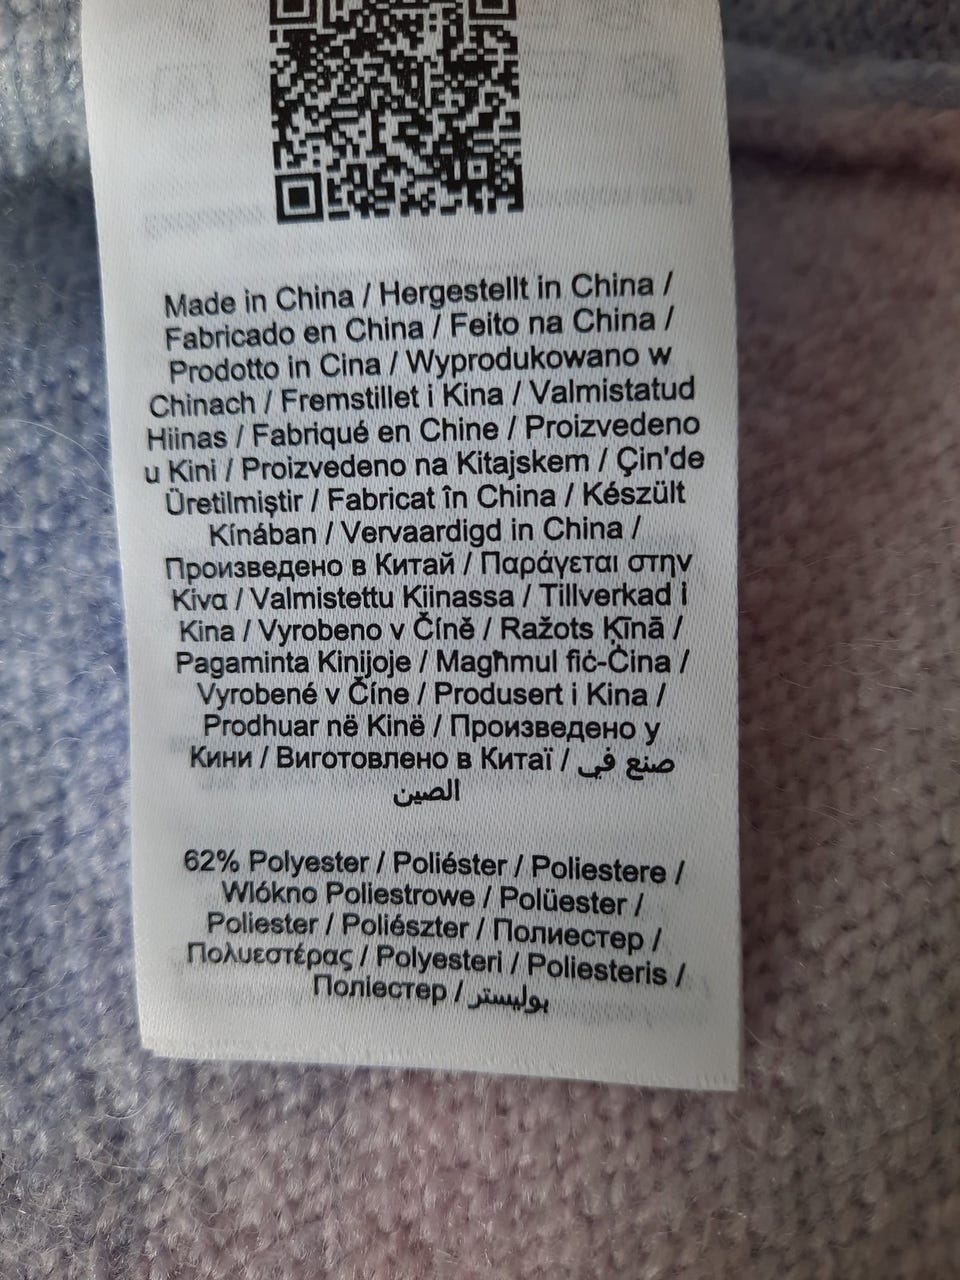 Made in China / Hergestellt in China /
Fabricado en China / Feito na China /
Prodotto in Cina / Wyprodukowano w
Chinach / Fremstillet i Kina / Valmistatud
Hiinas / Fabriqué en Chine / Proizvedeno
u Kini / Proizvedeno na Kitajskem / Çin'de
Üretilmiştir / Fabricat în China / Készült
Kínában / Vervaardigd in China /
Произведено в Китай / Παράγεται στην
Κίνα / Valmistettu Kiinassa / Tillverkad i
Kina / Vyrobeno v Číně / Ražots Ķīnā /
Pagaminta Kinijoje / Magħmul fiċ-Ċina /
Vyrobené v Číne / Produsert i Kina /
Prodhuar në Kinë / Произведено у
Кини / Виготовлено в Китаї / صنع في
الصين
62% Polyester / Poliéster / Poliestere /
Wlókno Poliestrowe / Polüester /
Poliester / Poliészter / Полиестер /
Πολυεστέρας / Polyesteri / Poliesteris /
Поліестер / بوليستر